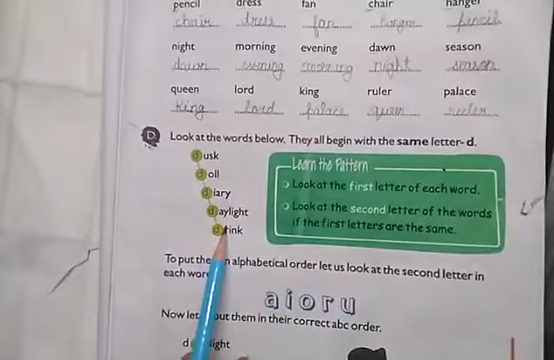 pencil dress fan chair hanger
chair dress fan hanger pencil
night morning evening dawn season
dawn evening morning night season
queen lord king ruler palace
king lord palace queen ruler
D. Look at the words below. They all begin with the same letter- d.
dusk
doll
diary
daylight
drink
Learn the Pattern
Look at the first letter of each word.
Look at the second letter of the words
if the first letters are the same.
To put the in alphabetical order let us look at the second letter in
each
a i o r u
Now let put them in their correct abc order.
d light